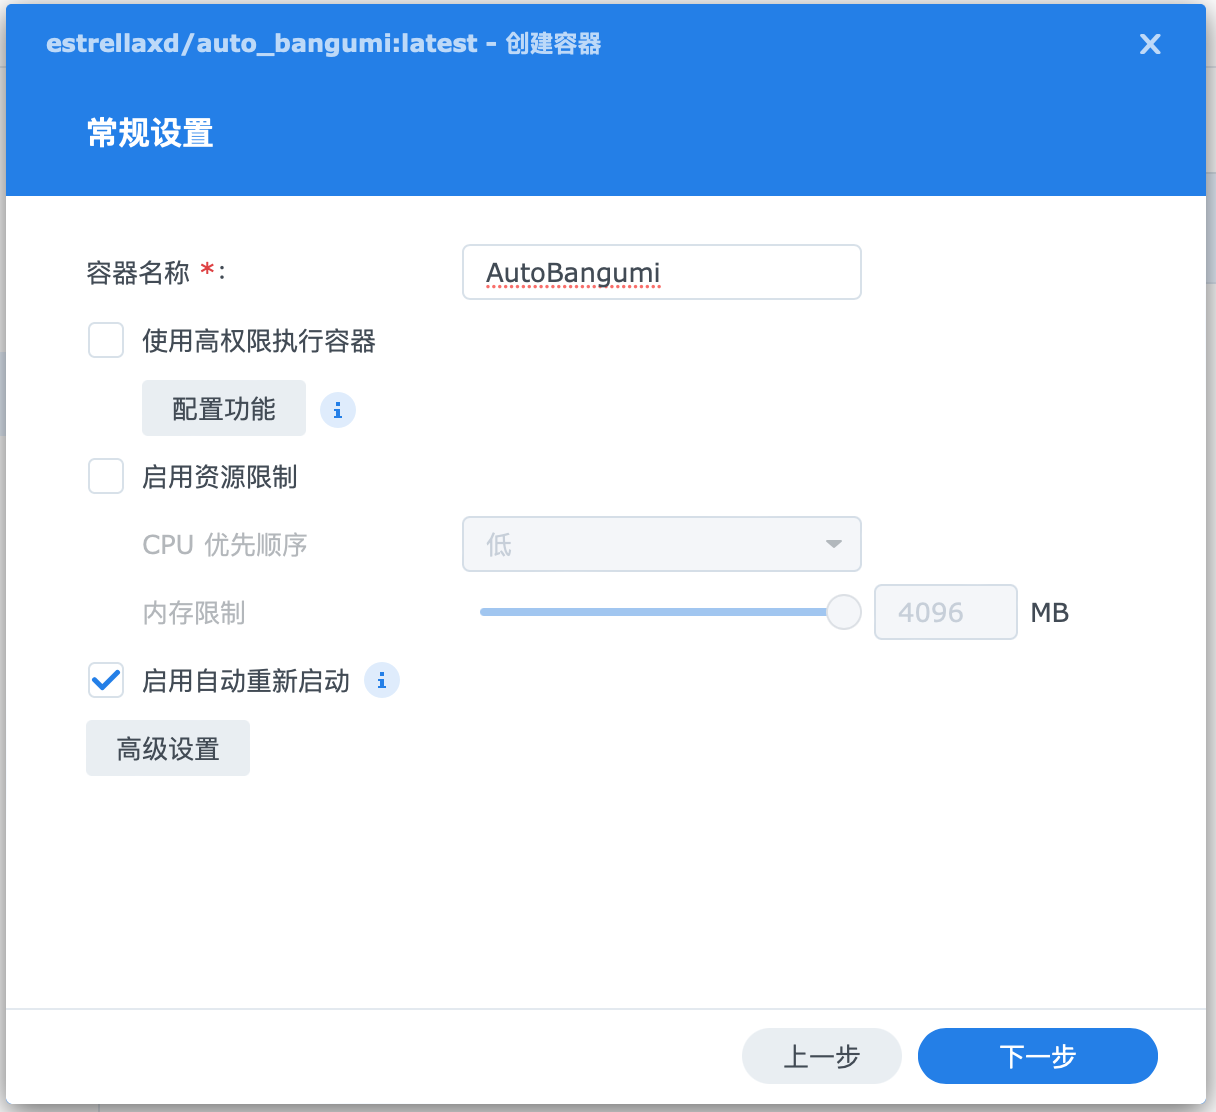 estrellaxd/auto_bangumi:latest - 创建容器
常规设置
容器名称 *: AutoBangumi
使用高权限执行容器
配置功能
启用资源限制
CPU 优先顺序 低
内存限制 4096 MB
启用自动重新启动
高级设置
上一步 下一步